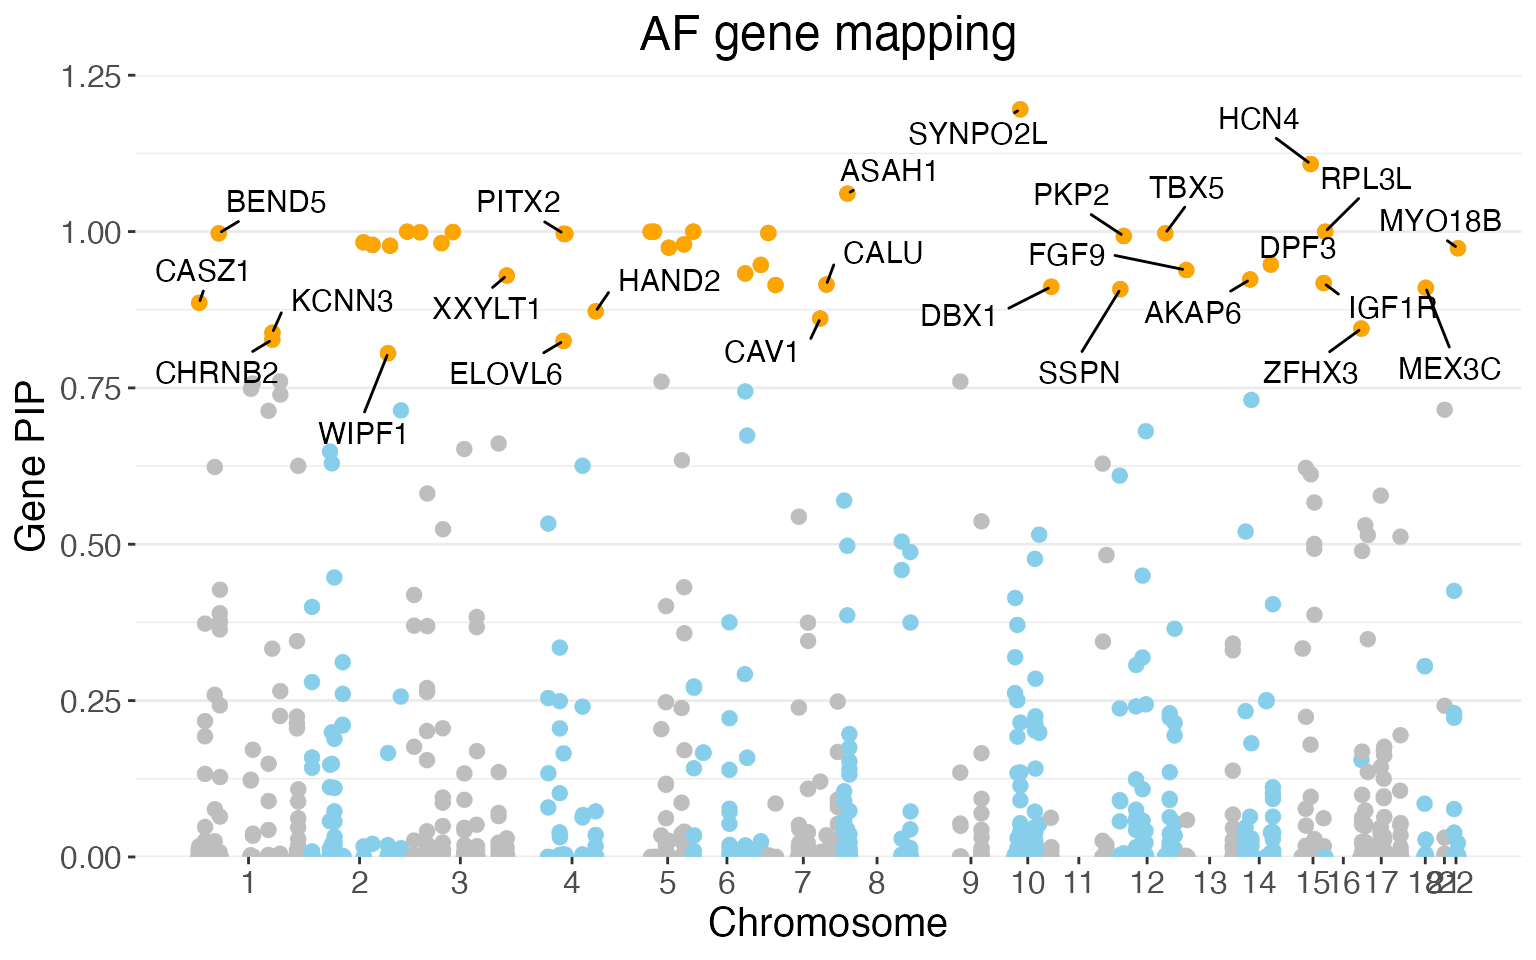 AF gene mapping
1.25
SYNPO2L
HCN4
ASAH1
RPL3L
PKP2
TBX5
BEND5
PITX2
MYO18B
1.00
CALU
FGF9
DPF3
CASZ1
HAND2
KCNN3
XXYLT1
DBX1
AKAP6
IGF1R
CAV1
CHRNB2
ELOVL6
SSPN
ZFHX3
MEX3C
0.75
WIPF1
Gene PIP
0.50
0.25
0.00
1 2 3 4 5 6 7 8 9 10 11 12 13 14 15 16 17 18 22
Chromosome